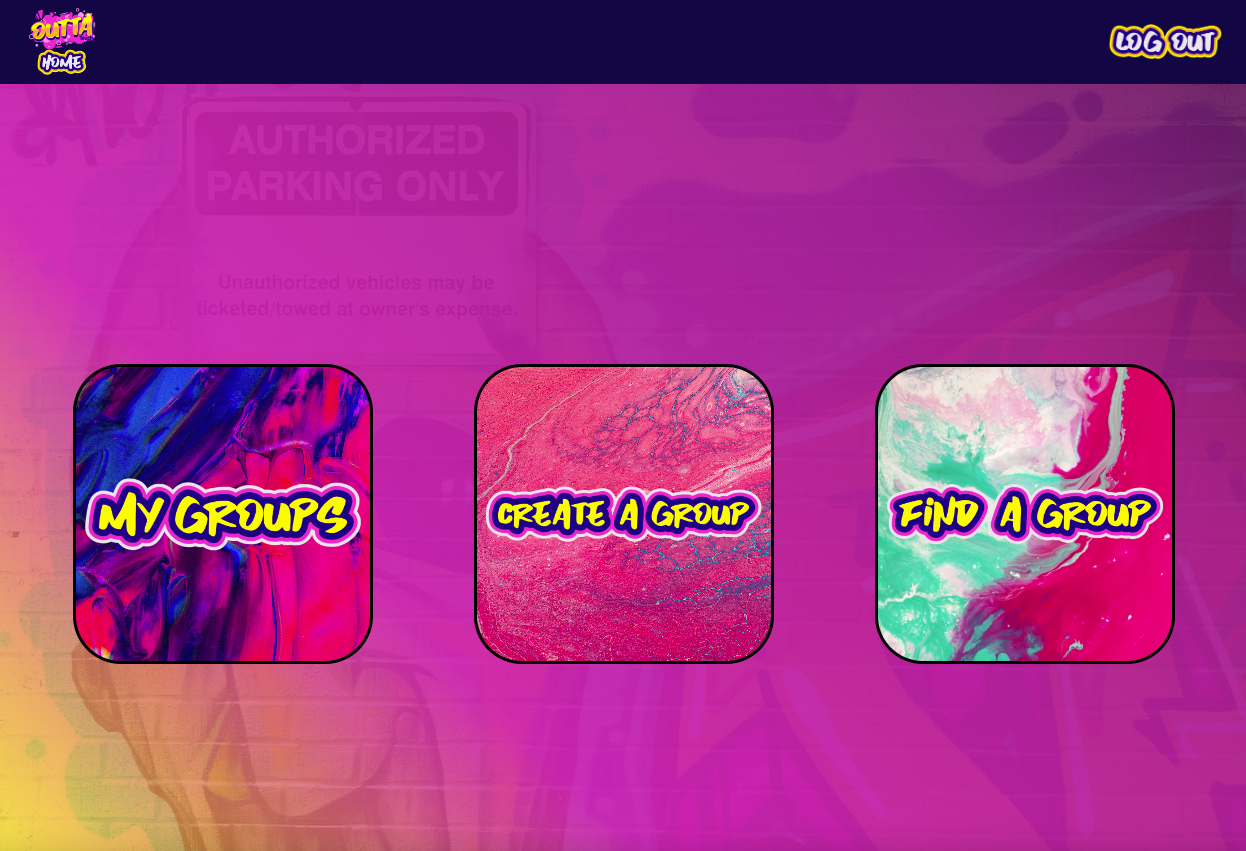 OUTTA
HOME
LOG OUT
AUTHORIZED
PARKING ONLY
Unauthorized vehicles may be
ticketed/towed at owner's expense.
MY GROUPS
CREATE A GROUP
FIND A GROUP